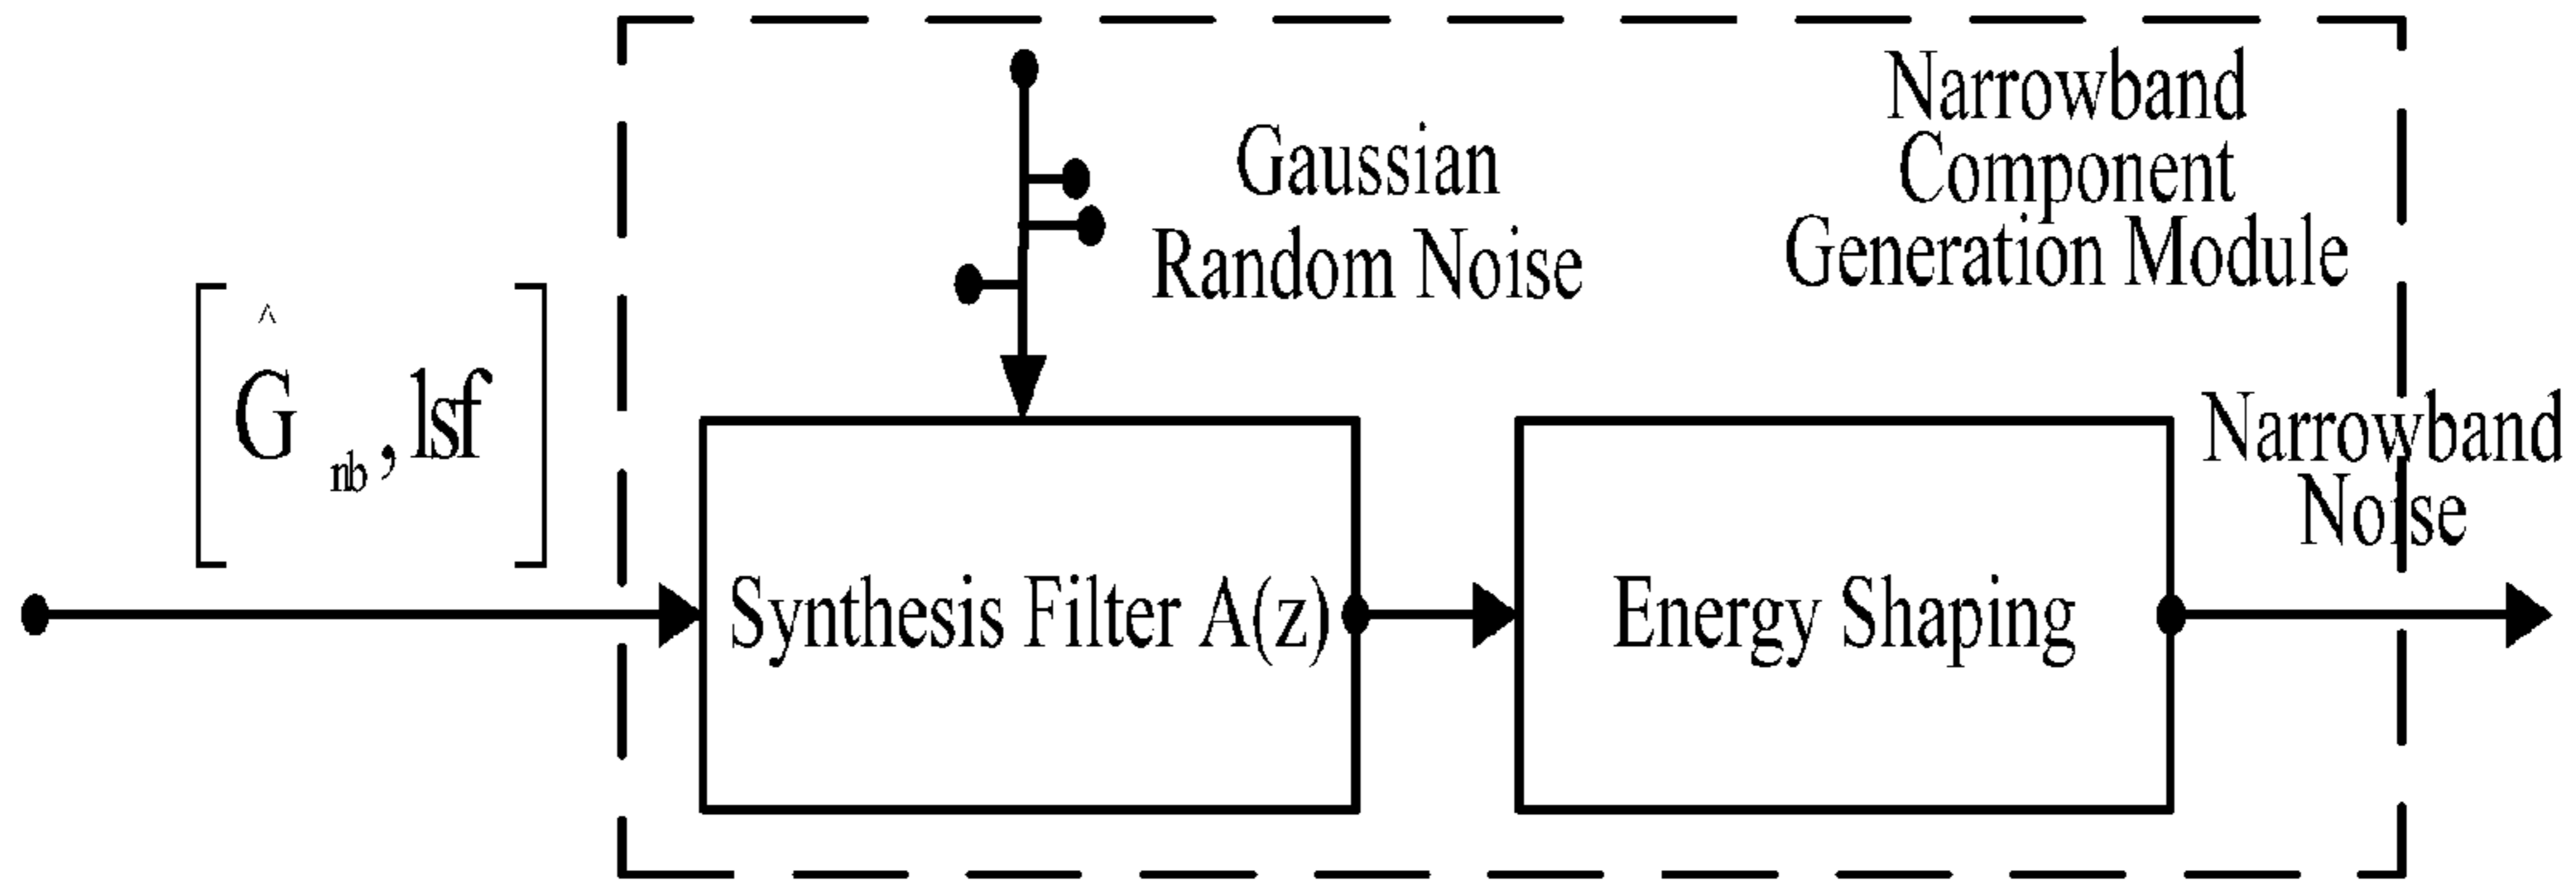 Narrowband
Component
Generation Module
Gaussian
Random Noise
[Ĝnb, lsf]
Narrowband
Noise
Synthesis Filter A(z)
Energy Shaping